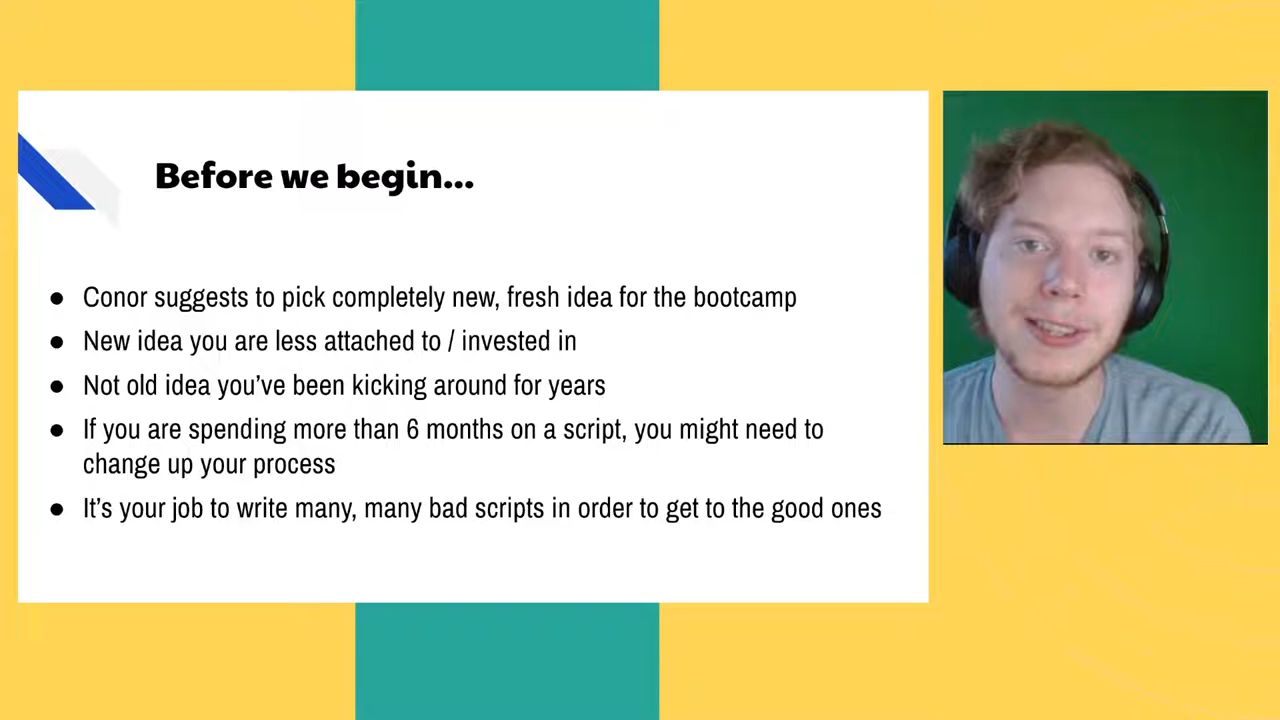 Before we begin...
● Conor suggests to pick completely new, fresh idea for the bootcamp
● New idea you are less attached to / invested in
● Not old idea you’ve been kicking around for years
● If you are spending more than 6 months on a script, you might need to
change up your process
● It’s your job to write many, many bad scripts in order to get to the good ones